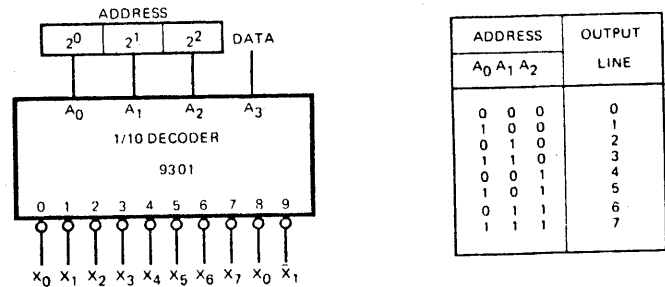 ADDRESS
2⁰ 2¹ 2² DATA
A₀ A₁ A₂ A₃
1/10 DECODER
9301
0 1 2 3 4 5 6 7 8 9
X₀ X₁ X₂ X₃ X₄ X₅ X₆ X₇ X₀ X̄₁
ADDRESS OUTPUT
A₀ A₁ A₂ LINE
0 0 0 0
1 0 0 1
0 1 0 2
1 1 0 3
0 0 1 4
1 0 1 5
0 1 1 6
1 1 1 7